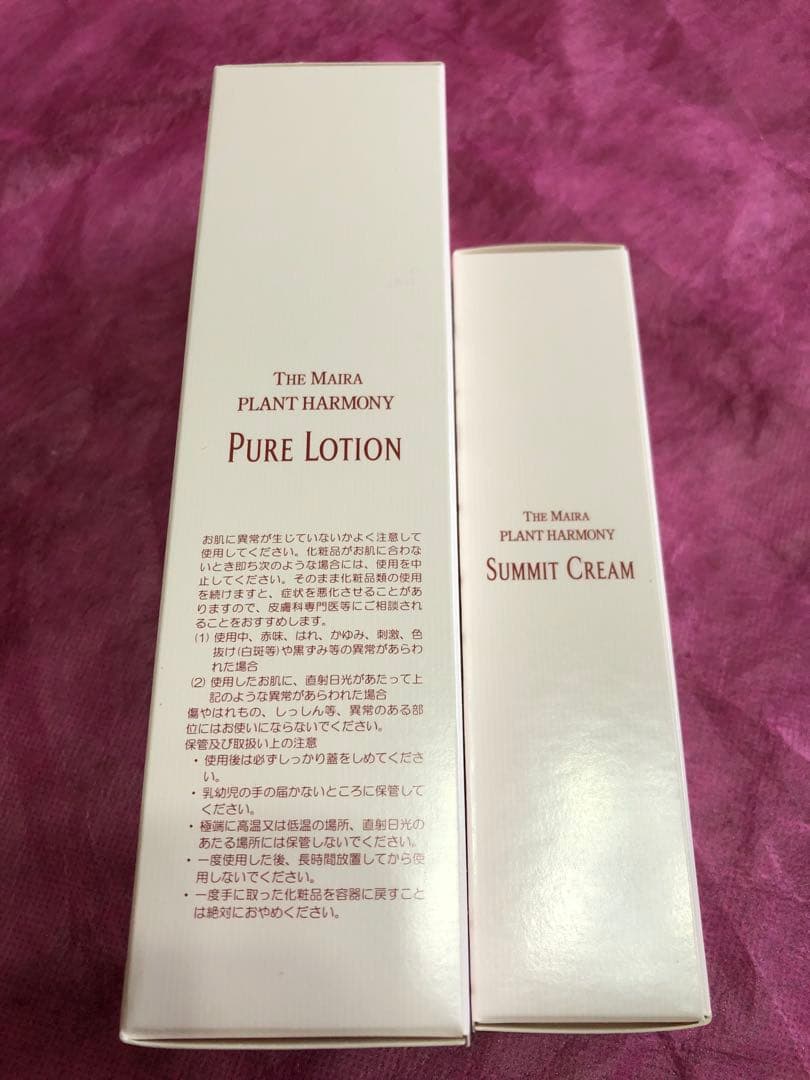 THE MAIRA
PLANT HARMONY
PURE LOTION
お肌に異常が生じていないかよく注意して
使用してください。化粧品がお肌に合わな
いとき即ち次のような場合には、使用を中
止してください。そのまま化粧品類の使用
を続けますと、症状を悪化させることがあ
りますので、皮膚科専門医等にご相談され
ることをおすすめします。
(1) 使用中、赤味、はれ、かゆみ、刺激、色
抜け(白斑等)や黒ずみ等の異常があらわ
れた場合
(2) 使用したお肌に、直射日光があたって上
記のような異常があらわれた場合
傷やはれもの、しっしん等、異常のある部
位にはお使いにならないでください。
保管及び取扱い上の注意
・使用後は必ずしっかり蓋をしめてくださ
い。
・乳幼児の手の届かないところに保管して
ください。
・極端に高温又は低温の場所、直射日光の
あたる場所には保管しないでください。
・一度使用した後、長時間放置してから使
用しないでください。
・一度手に取った化粧品を容器に戻すこと
は絶対におやめください。
THE MAIRA
PLANT HARMONY
SUMMIT CREAM